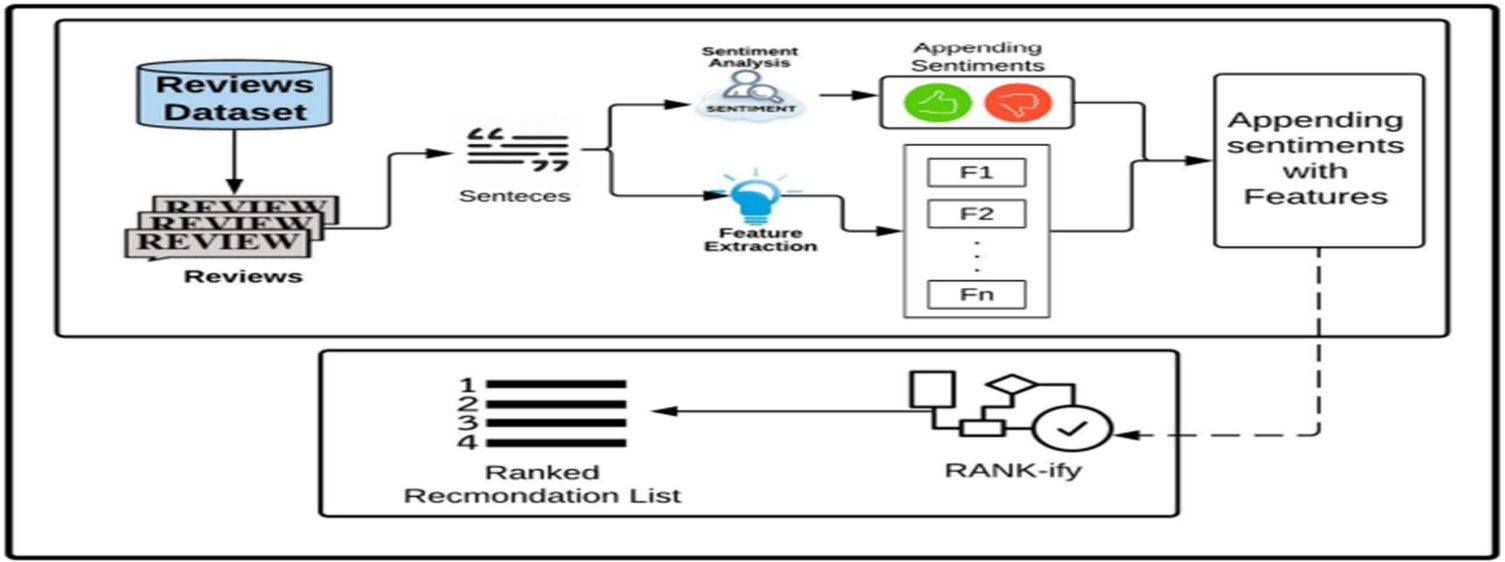 Reviews
Dataset
REVIEW
REVIEW
REVIEW
Reviews
Senteces
Sentiment
Analysis
SENTIMENT
Feature
Extraction
Appending
Sentiments
F1
F2
Fn
Appending
sentiments
with
Features
1
2
3
4
Ranked
Recmondation List
RANK-ify